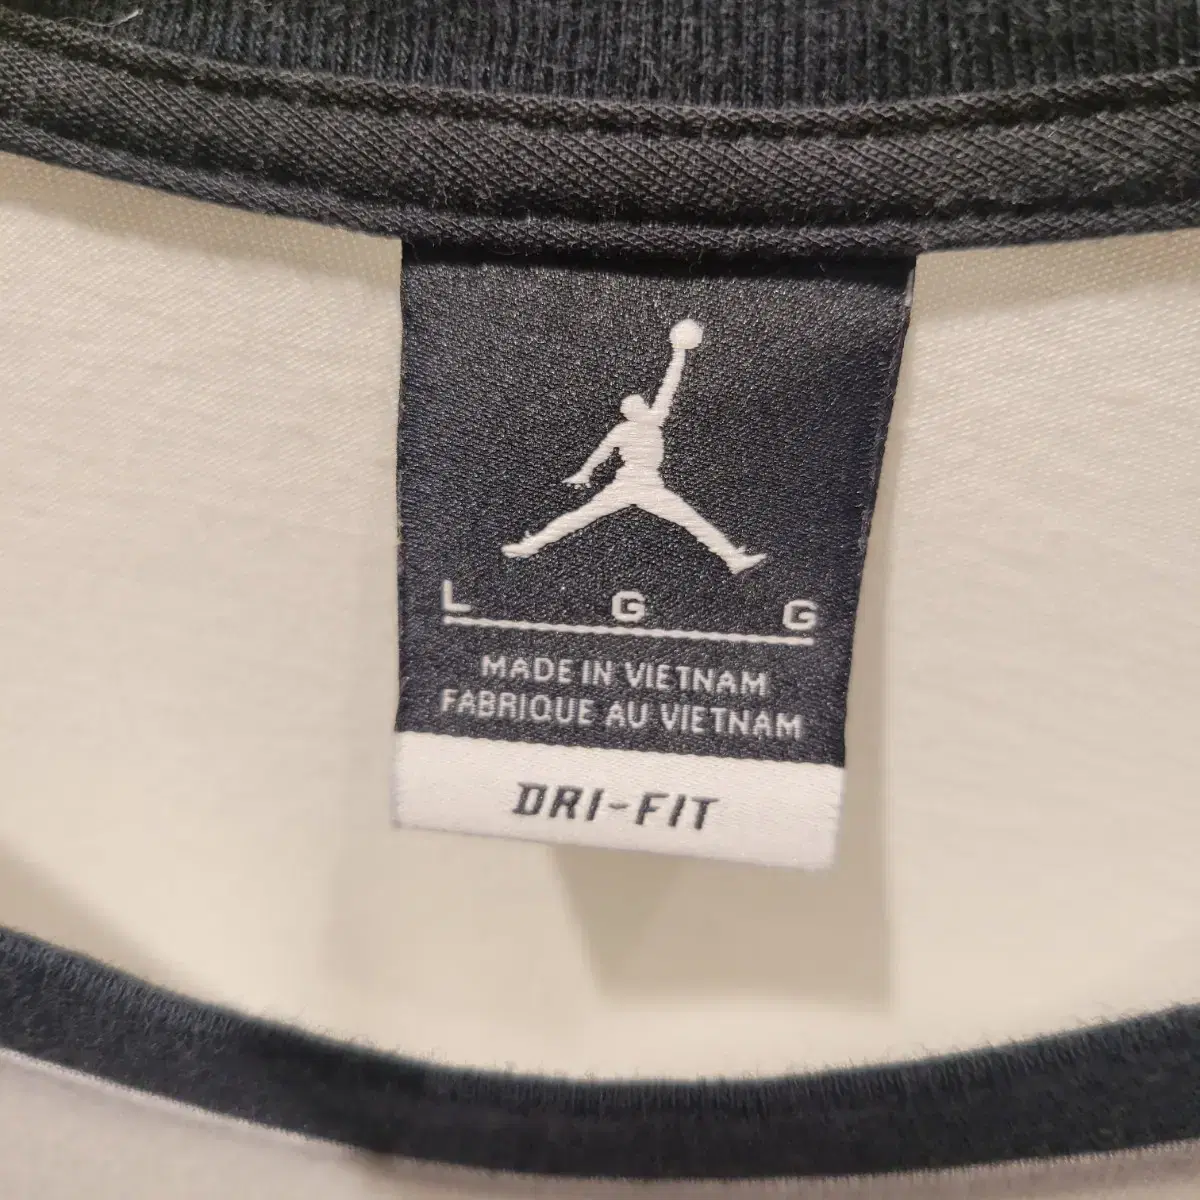 L G G
MADE IN VIETNAM
FABRIQUE AU VIETNAM
DRI-FIT